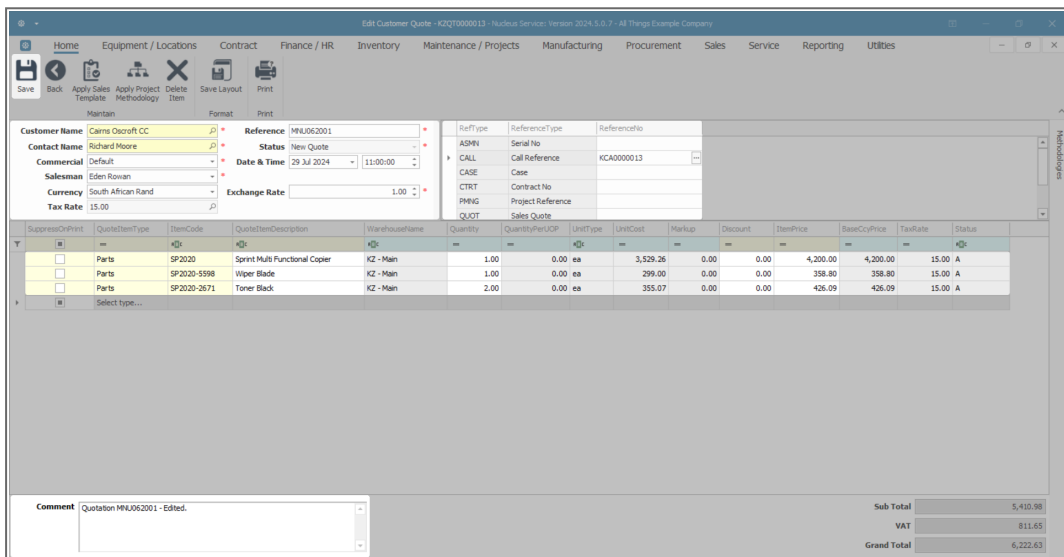 Edit Customer Quote - KZQT0000013 - Nucleus Service: Version 2024.5.0.7 - All Things Example Company
Home Equipment / Locations Contract Finance / HR Inventory Maintenance / Projects Manufacturing Procurement Sales Service Reporting Utilities
Save Back Apply Sales Template Apply Project Methodology Delete Item Save Layout Print
Maintain Format Print
Customer Name Cairns Oscroft CC * Reference MNU062001 *
Contact Name Richard Moore * Status New Quote *
Commercial Default * Date & Time 29 Jul 2024 11:00:00 *
Salesman Eden Rowan *
Currency South African Rand Exchange Rate 1.00 *
Tax Rate 15.00
RefType ReferenceType ReferenceNo
ASMN Serial No
CALL Call Reference KCA0000013 ...
CASE Case
CTRT Contract No
PMNG Project Reference
QUOT Sales Quote
Methodologies
SuppressOnPrint QuoteItemType ItemCode QuoteItemDescription WarehouseName Quantity QuantityPerUOP UnitType UnitCost Markup Discount ItemPrice BaseCcyPrice TaxRate Status
Parts SP2020 Sprint Multi Functional Copier KZ - Main 1.00 0.00 ea 3,529.26 0.00 0.00 4,200.00 4,200.00 15.00 A
Parts SP2020-5598 Wiper Blade KZ - Main 1.00 0.00 ea 299.00 0.00 0.00 358.80 358.80 15.00 A
Parts SP2020-2671 Toner Black KZ - Main 2.00 0.00 ea 355.07 0.00 0.00 426.09 426.09 15.00 A
Select type...
Comment Quotation MNU062001 - Edited.
Sub Total 5,410.98
VAT 811.65
Grand Total 6,222.63